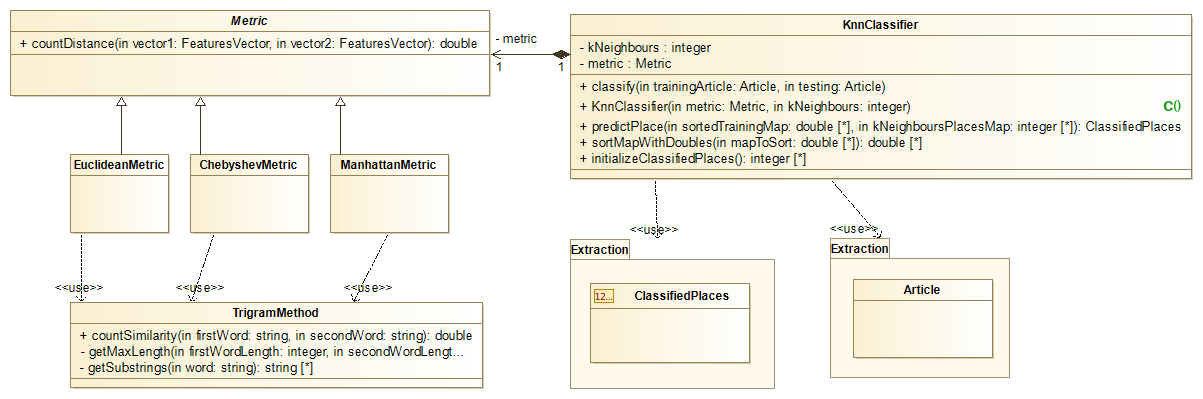 Metric
+ countDistance(in vector1: FeaturesVector, in vector2: FeaturesVector): double
- metric
1
1
KnnClassifier
- kNeighbours : integer
- metric : Metric
+ classify(in trainingArticle: Article, in testing: Article)
+ KnnClassifier(in metric: Metric, in kNeighbours: integer)
C()
+ predictPlace(in sortedTrainingMap: double [*], in kNeighboursPlacesMap: integer [*]): ClassifiedPlaces
+ sortMapWithDoubles(in mapToSort: double [*]): double [*]
+ initializeClassifiedPlaces(): integer [*]
EuclideanMetric
ChebyshevMetric
ManhattanMetric
<<use>>
<<use>>
<<use>>
TrigramMethod
+ countSimilarity(in firstWord: string, in secondWord: string): double
- getMaxLength(in firstWordLength: integer, in secondWordLengt...
- getSubstrings(in word: string): string [*]
<<use>>
<<use>>
Extraction
12...
ClassifiedPlaces
Extraction
Article